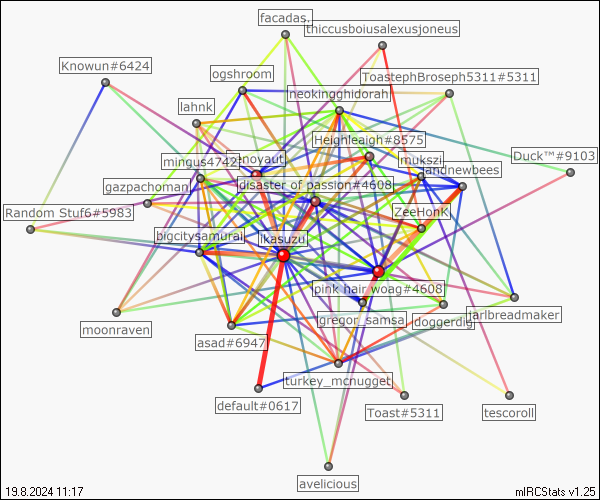 facadas.
thiccusboiusalexusjoneus
Knowun#6424
ogshroom
ToastephBroseph5311#5311
neokingghidorah
lahnk
Heighleaigh#8575
Duck™#9103
mingus4742
enoyaut
mukszi
andnewbees
gazpachoman
disaster of passion#4608
Random Stuf6#5983
ZeeHonK
bigcitysamurai
ikasuzu
pink hair woag#4608
jarlbreadmaker
moonraven
gregor_samsa
doggerdig
asad#6947
turkey_mcnugget
default#0617
Toast#5311
tescoroll
avelicious
19.8.2024 11:17
mIRCStats v1.25